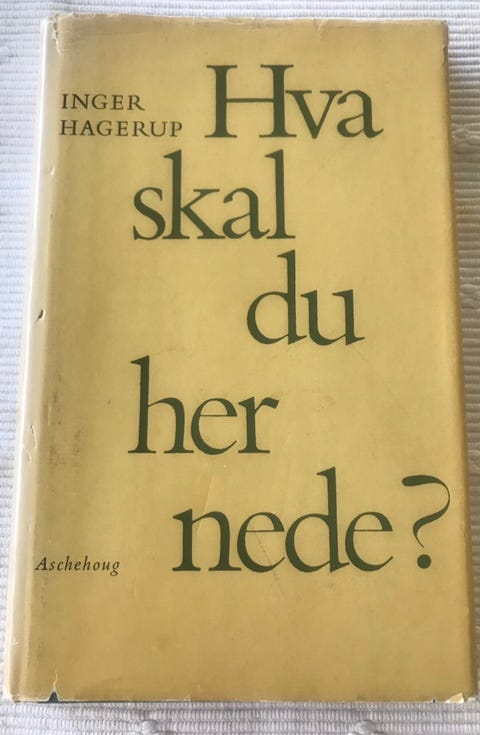 INGER
HAGERUP
Hva
skal
du
her
nede?
Aschehoug